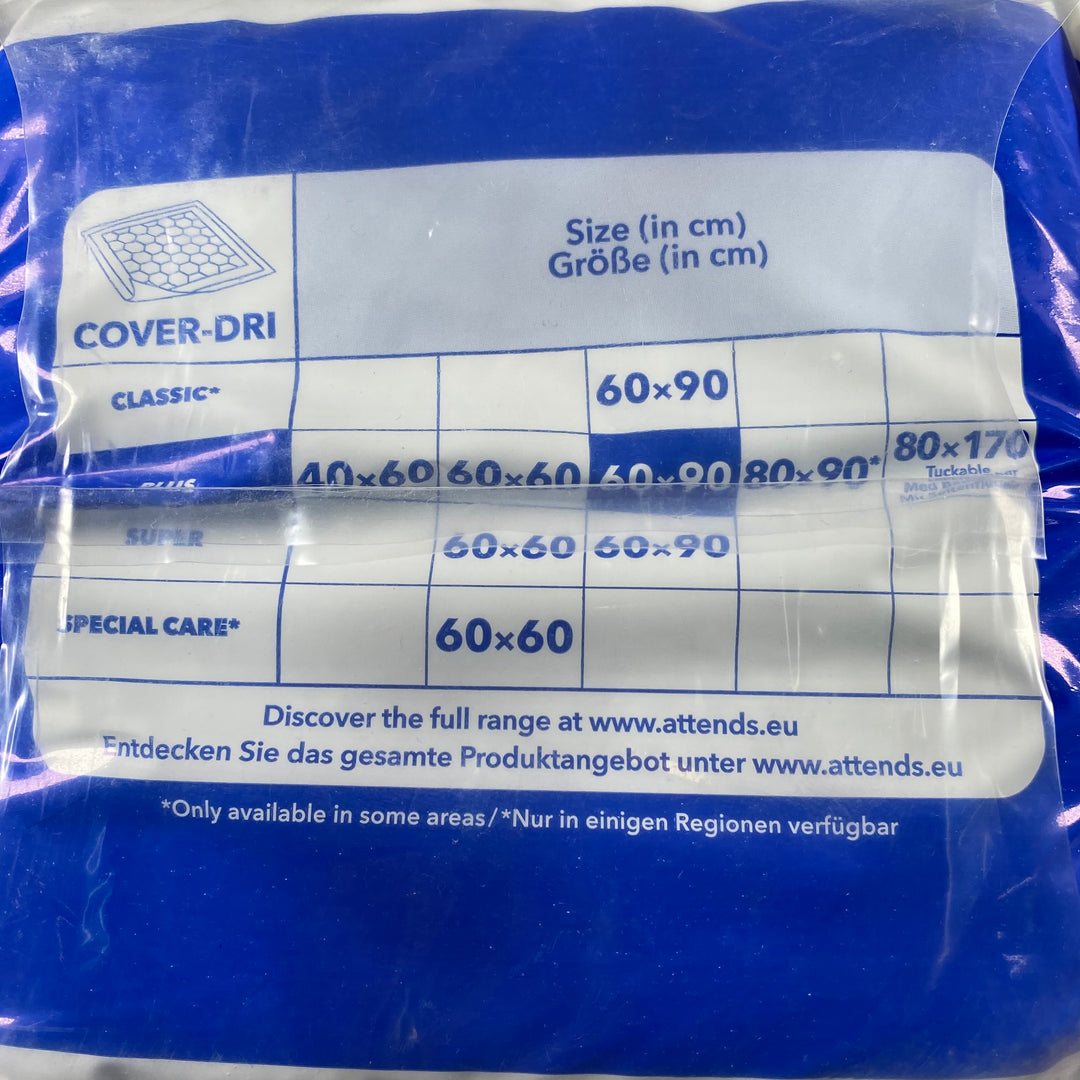 Size (in cm)
Größe (in cm)
COVER-DRI
CLASSIC* 60×90
PLUS 40×60 60×60 60×90 80×90* 80×170
Tuckable
SUPER 60×60 60×90
SPECIAL CARE* 60×60
Discover the full range at www.attends.eu
Entdecken Sie das gesamte Produktangebot unter www.attends.eu
*Only available in some areas/*Nur in einigen Regionen verfügbar